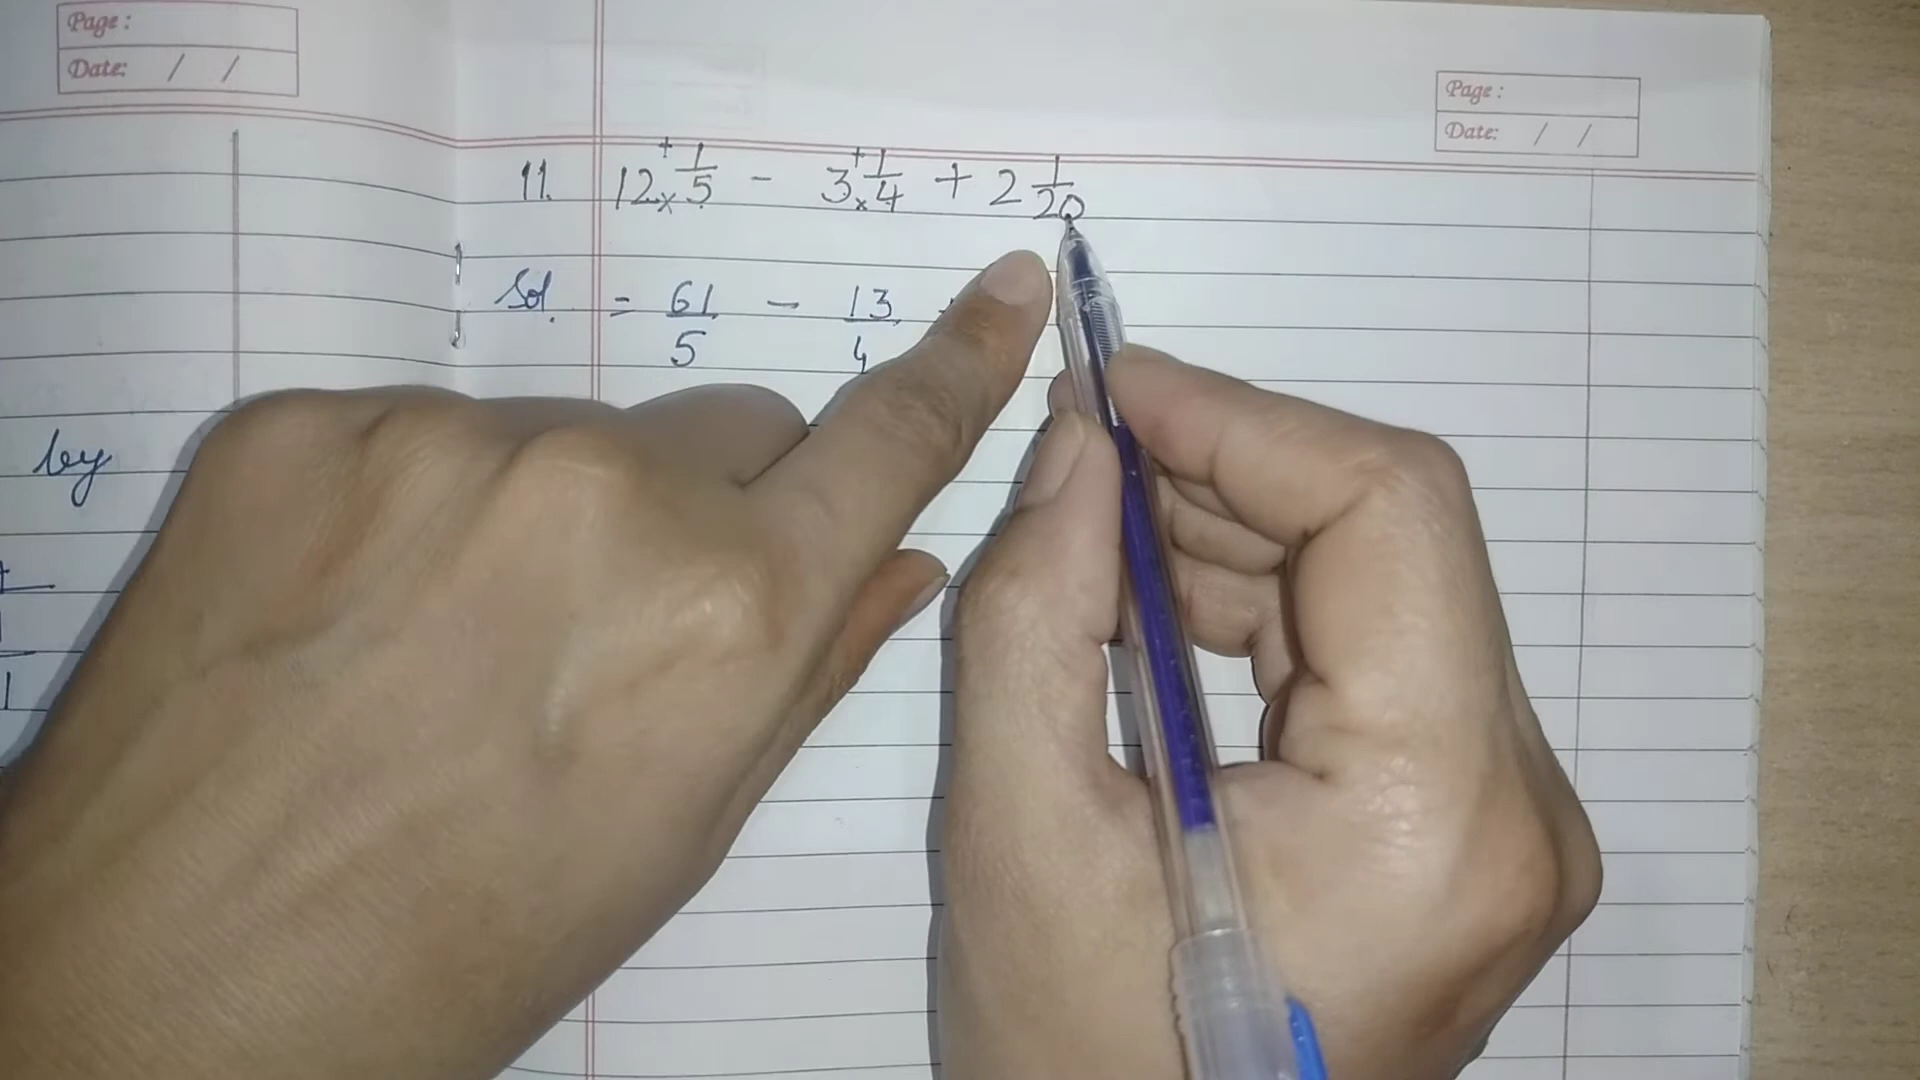 Page :
Date: / /
Page :
Date: / /
11. 12 1/5 - 3 1/4 + 2 1/20
Sol. = 61/5 - 13/4
by
1